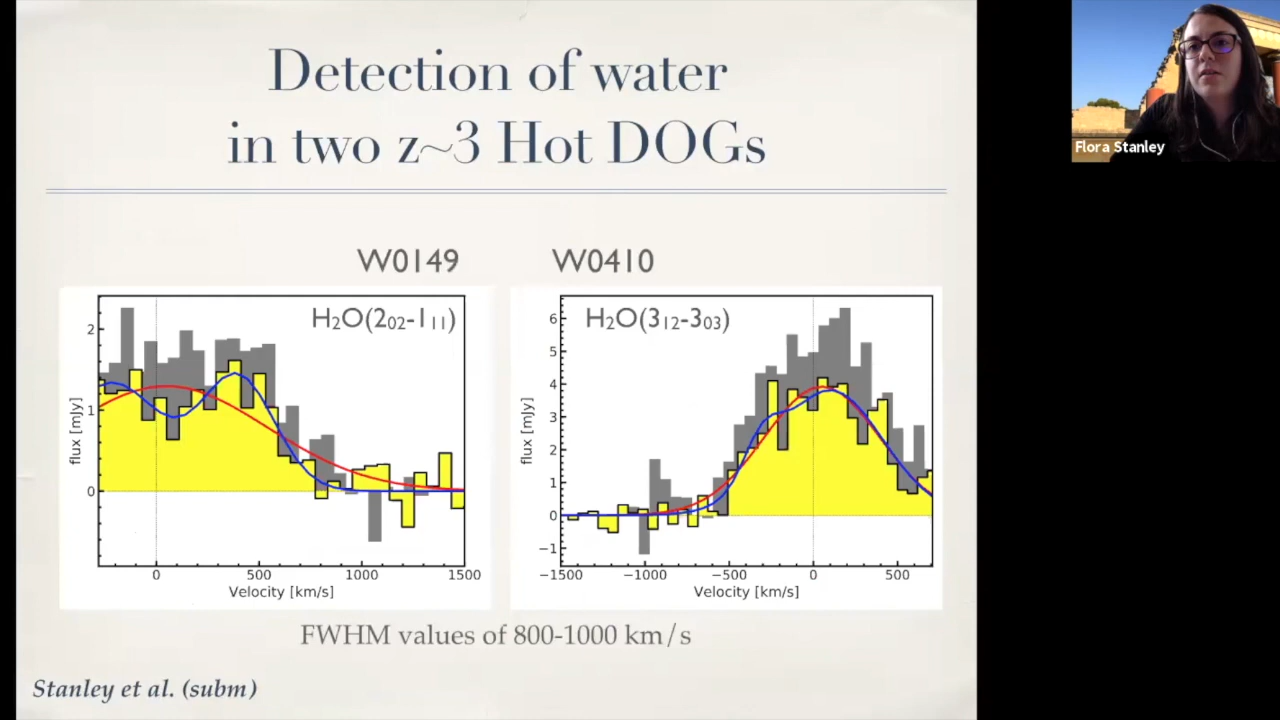 Detection of water
in two z~3 Hot DOGs
Flora Stanley
W0149
W0410
H₂O(2₀₂-1₁₁)
2
1
0
flux [mJy]
0 500 1000 1500
Velocity [km/s]
H₂O(3₁₂-3₀₃)
6
5
4
3
2
1
0
−1
flux [mJy]
−1500 −1000 −500 0 500
Velocity [km/s]
FWHM values of 800-1000 km/s
Stanley et al. (subm)